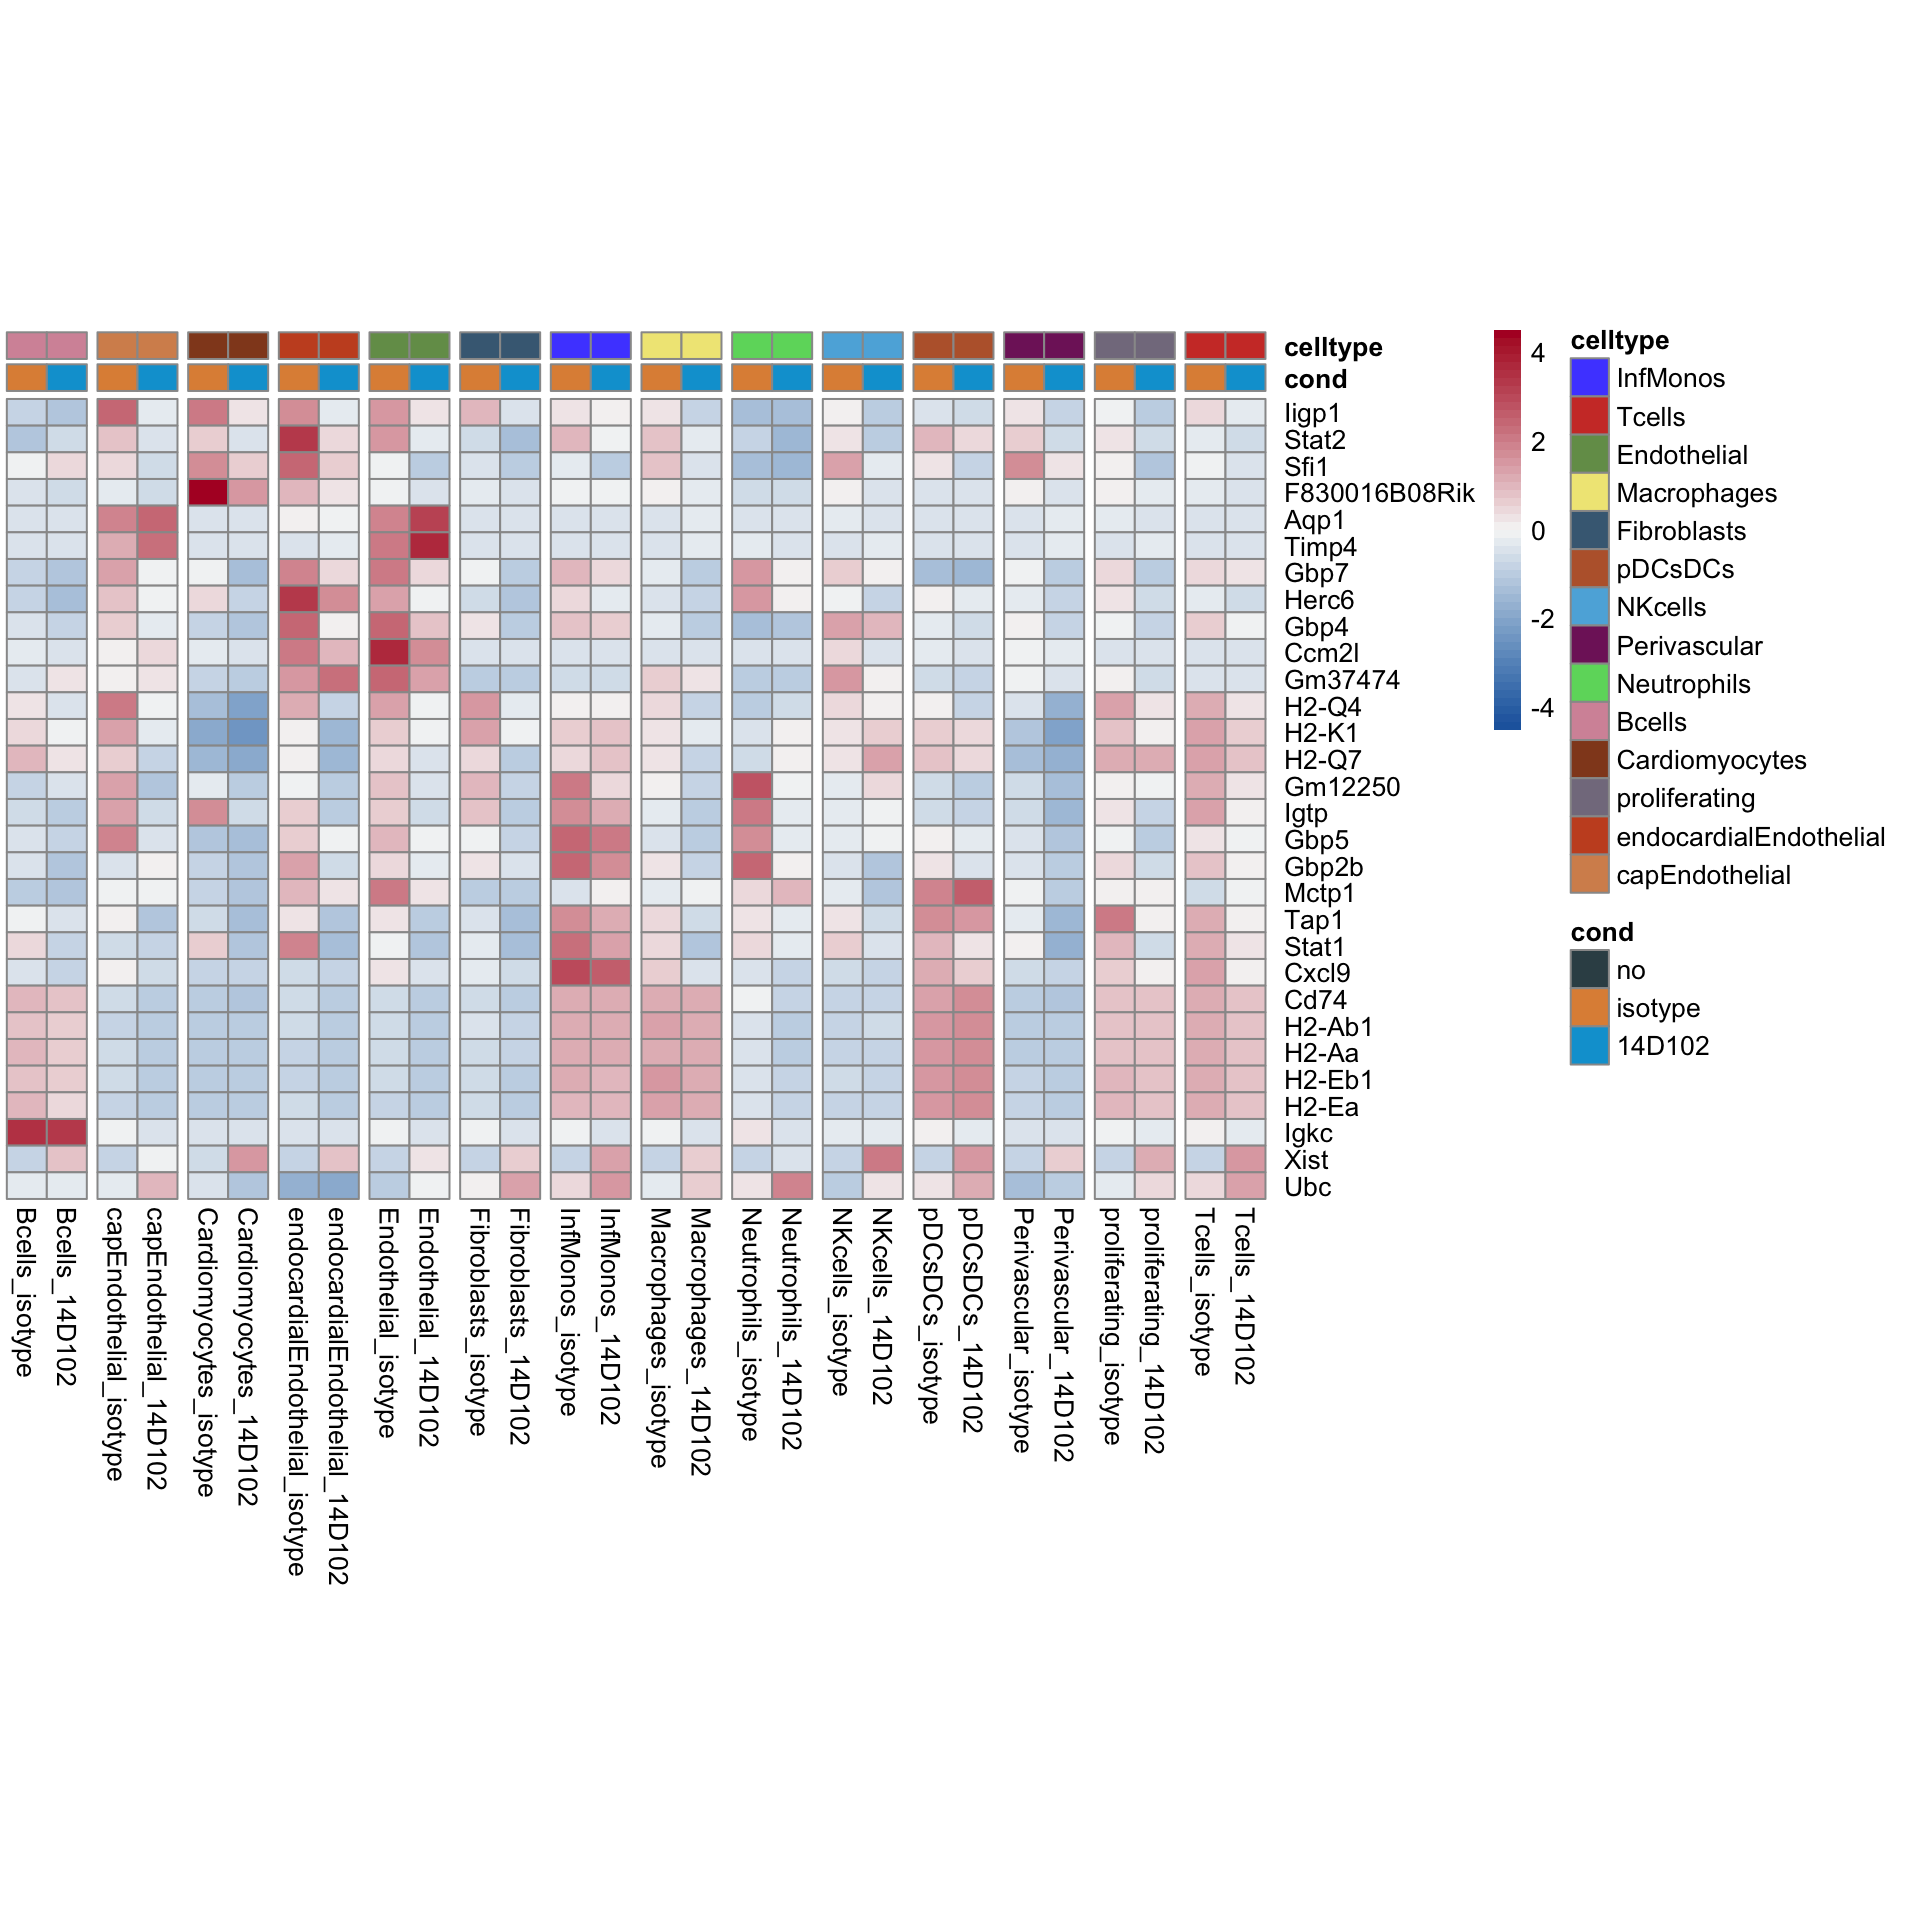 celltype
cond
Iigp1
Stat2
Sfi1
F830016B08Rik
Aqp1
Timp4
Gbp7
Herc6
Gbp4
Ccm2l
Gm37474
H2-Q4
H2-K1
H2-Q7
Gm12250
Igtp
Gbp5
Gbp2b
Mctp1
Tap1
Stat1
Cxcl9
Cd74
H2-Ab1
H2-Aa
H2-Eb1
H2-Ea
Igkc
Xist
Ubc
Bcells_isotype
Bcells_14D102
capEndothelial_isotype
capEndothelial_14D102
Cardiomyocytes_isotype
Cardiomyocytes_14D102
endocardialEndothelial_isotype
endocardialEndothelial_14D102
Endothelial_isotype
Endothelial_14D102
Fibroblasts_isotype
Fibroblasts_14D102
InfMonos_isotype
InfMonos_14D102
Macrophages_isotype
Macrophages_14D102
Neutrophils_isotype
Neutrophils_14D102
NKcells_isotype
NKcells_14D102
pDCsDCs_isotype
pDCsDCs_14D102
Perivascular_isotype
Perivascular_14D102
proliferating_isotype
proliferating_14D102
Tcells_isotype
Tcells_14D102
4
2
0
-2
-4
celltype
InfMonos
Tcells
Endothelial
Macrophages
Fibroblasts
pDCsDCs
NKcells
Perivascular
Neutrophils
Bcells
Cardiomyocytes
proliferating
endocardialEndothelial
capEndothelial
cond
no
isotype
14D102